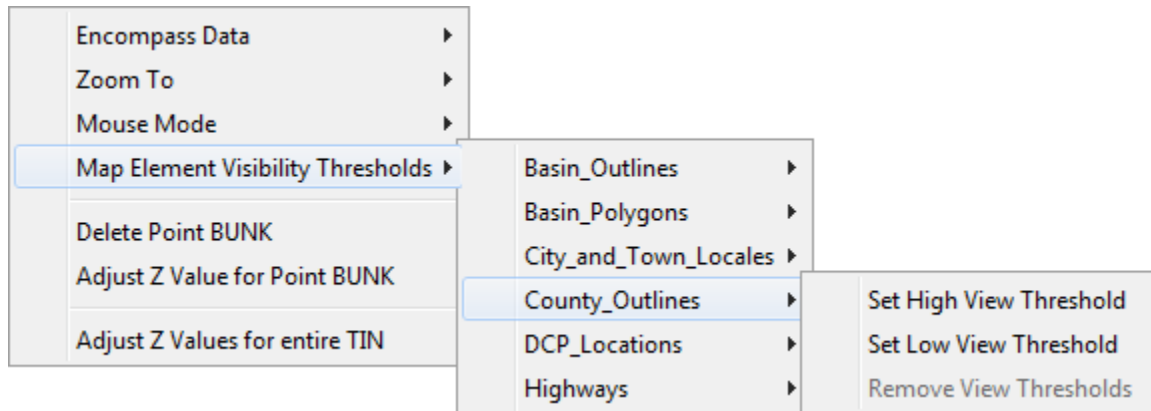 Encompass Data
Zoom To
Mouse Mode
Map Element Visibility Thresholds
Delete Point BUNK
Adjust Z Value for Point BUNK
Adjust Z Values for entire TIN
Basin_Outlines
Basin_Polygons
City_and_Town_Locales
County_Outlines
DCP_Locations
Highways
Set High View Threshold
Set Low View Threshold
Remove View Thresholds